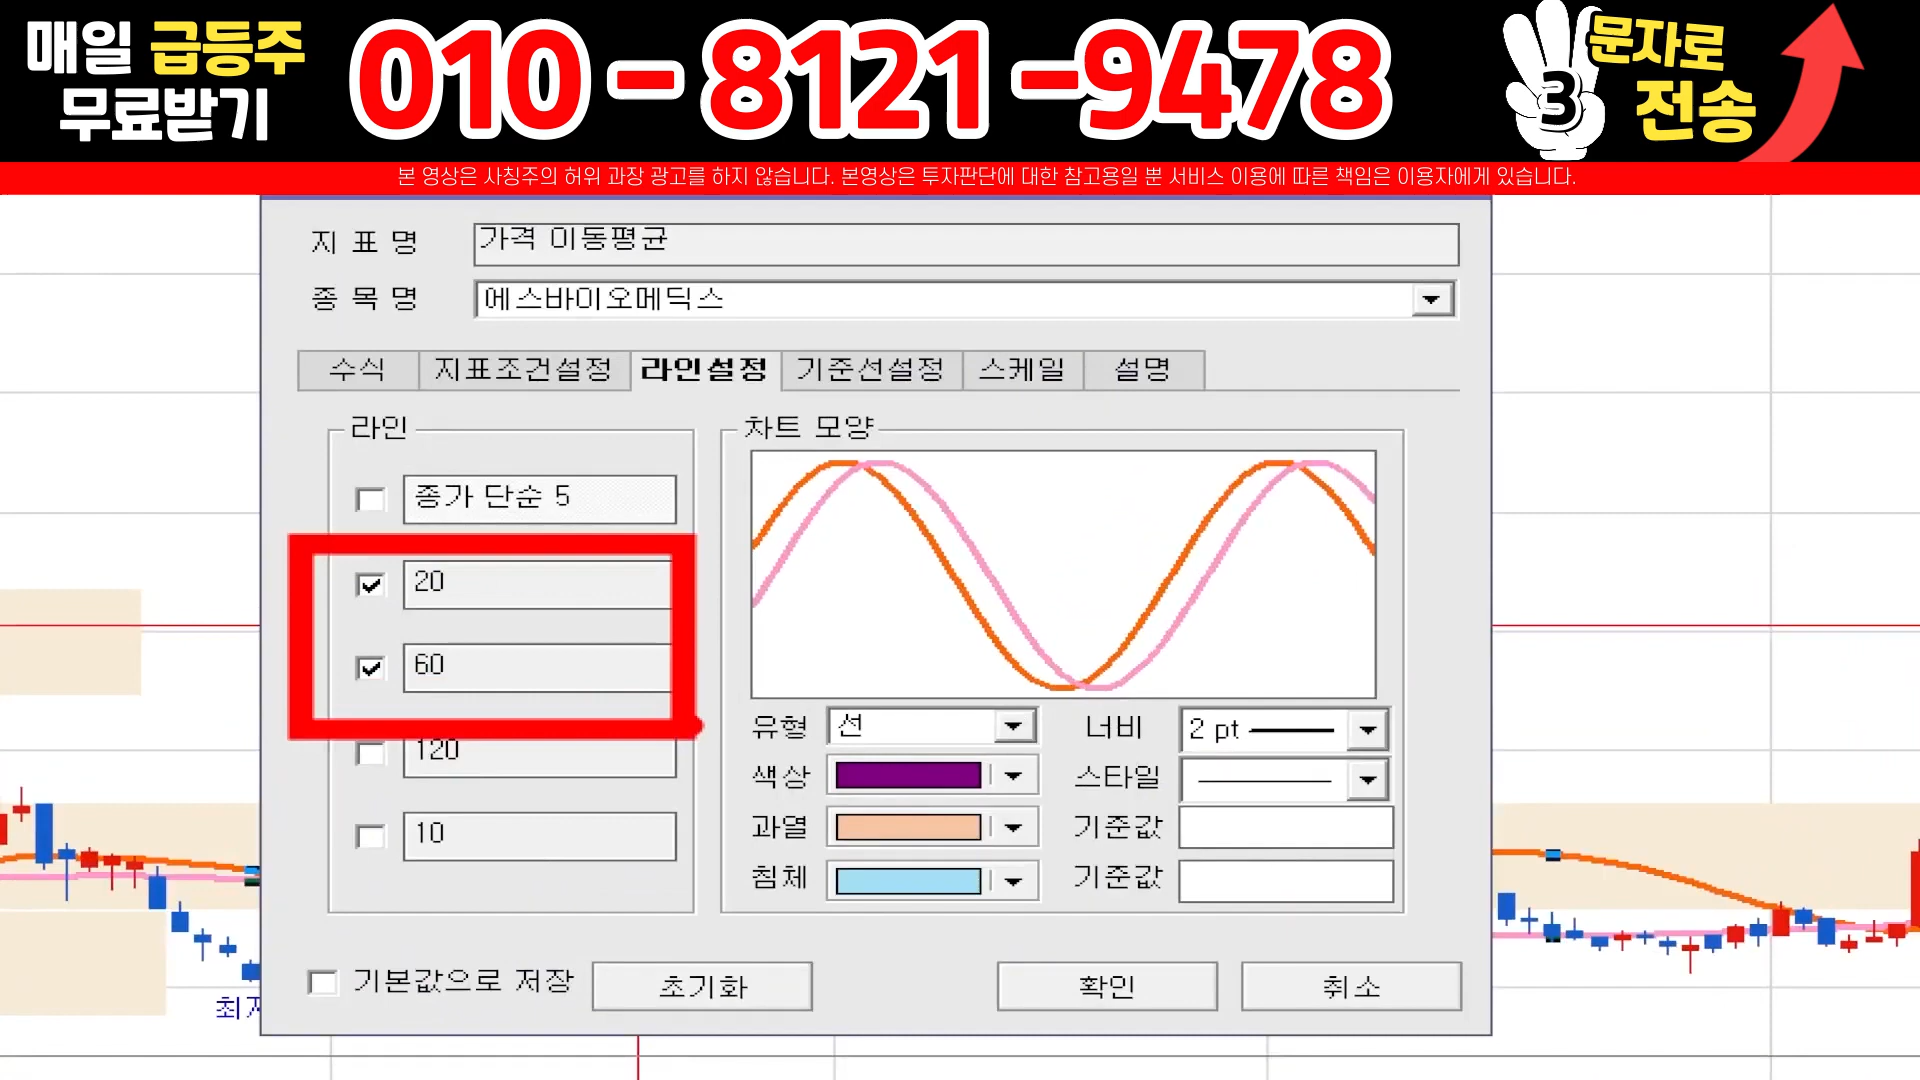 매일 급등주
무료받기
010-8121-9478
3
문자로
전송
본 영상은 사칭주의 허위 과장 광고를 하지 않습니다. 본영상은 투자판단에 대한 참고용일 뿐 서비스 이용에 따른 책임은 이용자에게 있습니다.
지 표 명 가격 이동평균
종 목 명 에스바이오메딕스
수식 지표조건설정 라인설정 기준선설정 스케일 설명
라인
종가 단순 5
20
60
120
10
차트 모양
유형 선 너비 2 pt
색상 스타일
과열 기준값
침체 기준값
기본값으로 저장 초기화 확인 취소